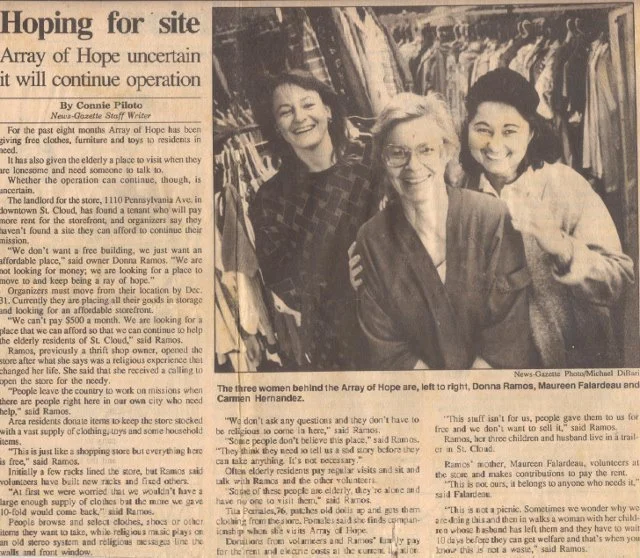 Hoping for site
Array of Hope uncertain
it will continue operation
By Connie Piloto
News-Gazette Staff Writer
For the past eight months Array of Hope has been
giving free clothes, furniture and toys to residents in
need.
It has also given the elderly a place to visit when they
are lonesome and need someone to talk to.
Whether the operation can continue, though, is
uncertain.
The landlord for the store, 1110 Pennsylvania Ave. in
downtown St. Cloud, has found a tenant who will pay
more rent for the storefront, and organizers say they
haven't found a site they can afford to continue their
mission.
"We don't want a free building, we just want an
affordable place," said owner Donna Ramos. "We are
not looking for money; we are looking for a place to
move to and keep being a ray of hope."
Organizers must move from their location by Dec.
31. Currently they are placing all their goods in storage
and looking for an affordable storefront.
"We can't pay $500 a month. We are looking for a
place that we can afford so that we can continue to help
the elderly residents of St. Cloud," said Ramos.
Ramos, previously a thrift shop owner, opened the
store after what she says was a religious experience that
changed her life. She said that she received a calling to
open the store for the needy.
"People leave the country to work on missions when
there are people right here in our own city who need
help," said Ramos.
Area residents donate items to keep the store stocked
with a vast supply of clothing, toys and some household
items.
"This is just like a shopping store but everything here
is free," said Ramos.
Initially a few racks lined the store, but Ramos said
volunteers have built new racks and fixed others.
"At first we were worried that we wouldn't have a
large enough supply of clothes but the more we gave
10-fold would come back," said Ramos.
People browse and select clothes, shoes or other
items they want to take, while religious music plays on
an old stereo system and religious messages line the
walls and front window.
News-Gazette Photo/Michael DiBari
The three women behind the Array of Hope are, left to right, Donna Ramos, Maureen Falardeau and
Carmen Hernandez.
"We don't ask any questions and they don't have to
be religious to come in here," said Ramos.
"Some people don't believe this place," said Ramos.
"They think they need to tell us a sad story before they
can take anything. It's not necessary."
Often elderly residents pay regular visits and sit and
talk with Ramos and the other volunteers.
"Some of these people are elderly, they're alone and
have no one to visit them," said Ramos.
Tita Pernales, 76, patches old dolls up and gets them
clothing from the store. Pernales said she finds compan-
ionship when she visits Array of Hope.
Donations from volunteers and Ramos' family pay
for the rent and electric costs at the current location.
"This stuff isn't for us, people gave them to us for
free and we don't want to sell it," said Ramos.
Ramos, her three children and husband live in a trail-
er in St. Cloud.
Ramos' mother, Maureen Falardeau, volunteers
the store and makes contributions to pay the rent.
"This is not ours, it belongs to anyone who needs it,"
said Falardeau.
"This is not a picnic. Sometimes we wonder why we
are doing this and then in walks a woman with her child-
ren whose husband has left them and they have to wait
10 days before they can get welfare and that's when you
know this is not a waste," said Ramos.